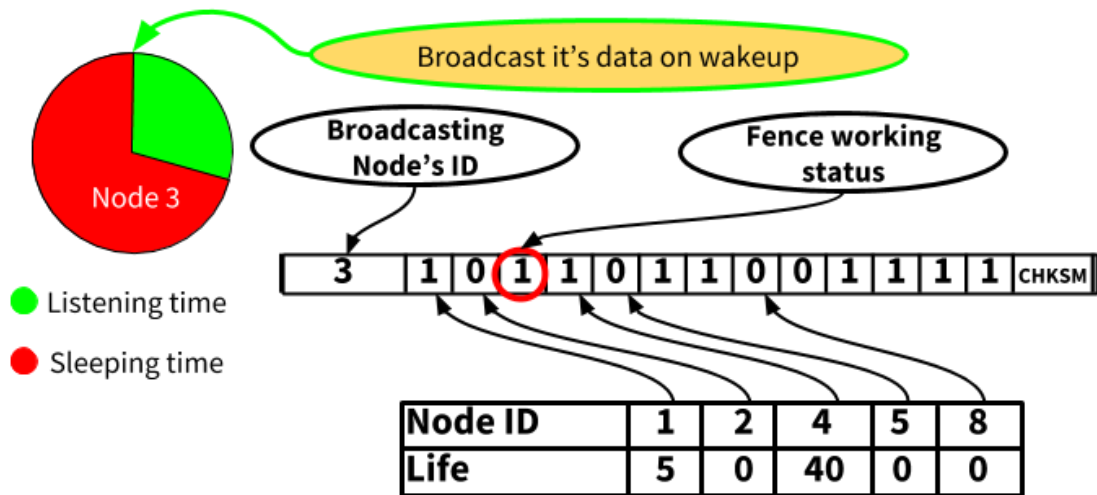 Broadcast it's data on wakeup
Broadcasting
Node's ID
Fence working
status
Node 3
3 1 0 1 1 0 1 1 0 0 1 1 1 1 CHKSM
Listening time
Sleeping time
Node ID 1 2 4 5 8
Life 5 0 40 0 0